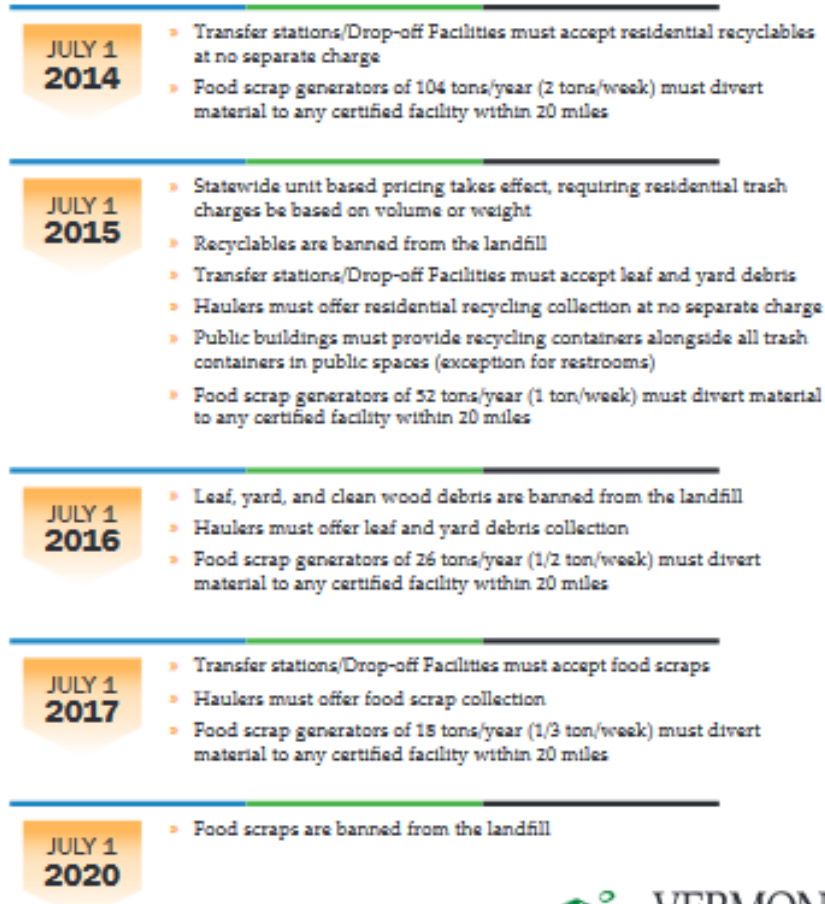 JULY 1
2014
» Transfer stations/Drop-off Facilities must accept residential recyclables
at no separate charge
» Food scrap generators of 104 tons/year (2 tons/week) must divert
material to any certified facility within 20 miles
JULY 1
2015
» Statewide unit based pricing takes effect, requiring residential trash
charges be based on volume or weight
» Recyclables are banned from the landfill
» Transfer stations/Drop-off Facilities must accept leaf and yard debris
» Haulers must offer residential recycling collection at no separate charge
» Public buildings must provide recycling containers alongside all trash
containers in public spaces (exception for restrooms)
» Food scrap generators of 52 tons/year (1 ton/week) must divert material
to any certified facility within 20 miles
JULY 1
2016
» Leaf, yard, and clean wood debris are banned from the landfill
» Haulers must offer leaf and yard debris collection
» Food scrap generators of 26 tons/year (1/2 ton/week) must divert
material to any certified facility within 20 miles
JULY 1
2017
» Transfer stations/Drop-off Facilities must accept food scraps
» Haulers must offer food scrap collection
» Food scrap generators of 18 tons/year (1/3 ton/week) must divert
material to any certified facility within 20 miles
JULY 1
2020
» Food scraps are banned from the landfill